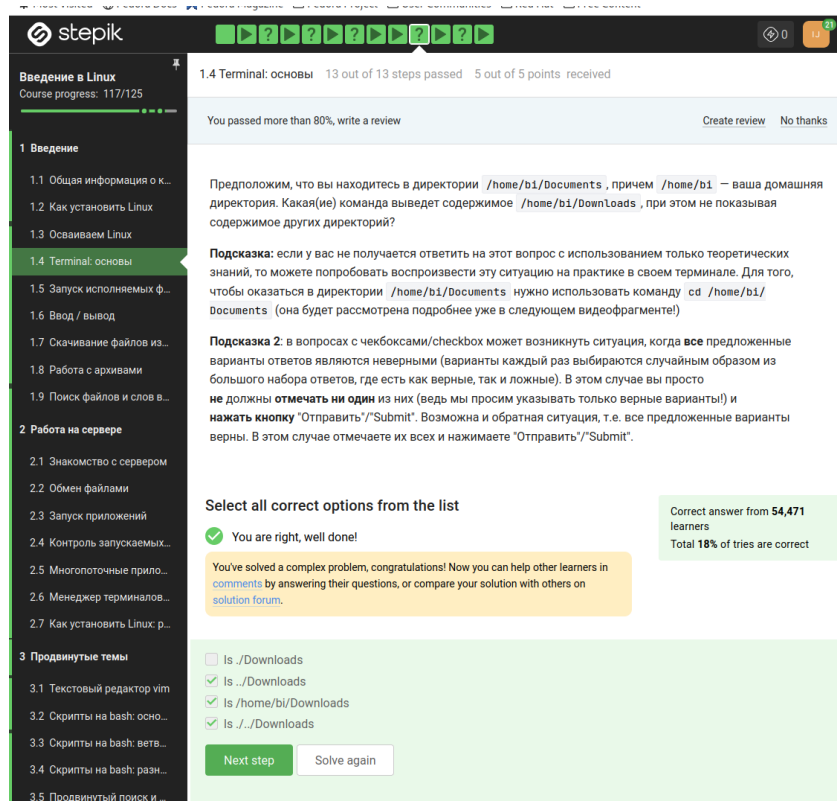 Most Visited Fedora Docs Fedora Magazine Fedora Project User Communities Red Hat Free Content
stepik
0
IJ
21
Введение в Linux
Course progress: 117/125
1.4 Terminal: основы 13 out of 13 steps passed 5 out of 5 points received
You passed more than 80%, write a review Create review No thanks
1 Введение
1.1 Общая информация о к...
1.2 Как установить Linux
1.3 Осваиваем Linux
1.4 Terminal: основы
1.5 Запуск исполняемых ф...
1.6 Ввод / вывод
1.7 Скачивание файлов из...
1.8 Работа с архивами
1.9 Поиск файлов и слов в...
2 Работа на сервере
2.1 Знакомство с сервером
2.2 Обмен файлами
2.3 Запуск приложений
2.4 Контроль запускаемых...
2.5 Многопоточные прило...
2.6 Менеджер терминалов...
2.7 Как установить Linux: р...
3 Продвинутые темы
3.1 Текстовый редактор vim
3.2 Скрипты на bash: осно...
3.3 Скрипты на bash: ветв...
3.4 Скрипты на bash: разн...
3.5 Продвинутый поиск и ...
Предположим, что вы находитесь в директории /home/bi/Documents , причем /home/bi — ваша домашняя
директория. Какая(ие) команда выведет содержимое /home/bi/Downloads , при этом не показывая
содержимое других директорий?
Подсказка: если у вас не получается ответить на этот вопрос с использованием только теоретических
знаний, то можете попробовать воспроизвести эту ситуацию на практике в своем терминале. Для того,
чтобы оказаться в директории /home/bi/Documents нужно использовать команду cd /home/bi/
Documents (она будет рассмотрена подробнее уже в следующем видеофрагменте!)
Подсказка 2: в вопросах с чекбоксами/checkbox может возникнуть ситуация, когда все предложенные
варианты ответов являются неверными (варианты каждый раз выбираются случайным образом из
большого набора ответов, где есть как верные, так и ложные). В этом случае вы просто
не должны отмечать ни один из них (ведь мы просим указывать только верные варианты!) и
нажать кнопку "Отправить"/"Submit". Возможна и обратная ситуация, т.е. все предложенные варианты
верны. В этом случае отмечаете их всех и нажимаете "Отправить"/"Submit".
Select all correct options from the list
You are right, well done!
You've solved a complex problem, congratulations! Now you can help other learners in
comments by answering their questions, or compare your solution with others on
solution forum.
Correct answer from 54,471
learners
Total 18% of tries are correct
ls ./Downloads
ls ../Downloads
ls /home/bi/Downloads
ls ./../Downloads
Next step Solve again